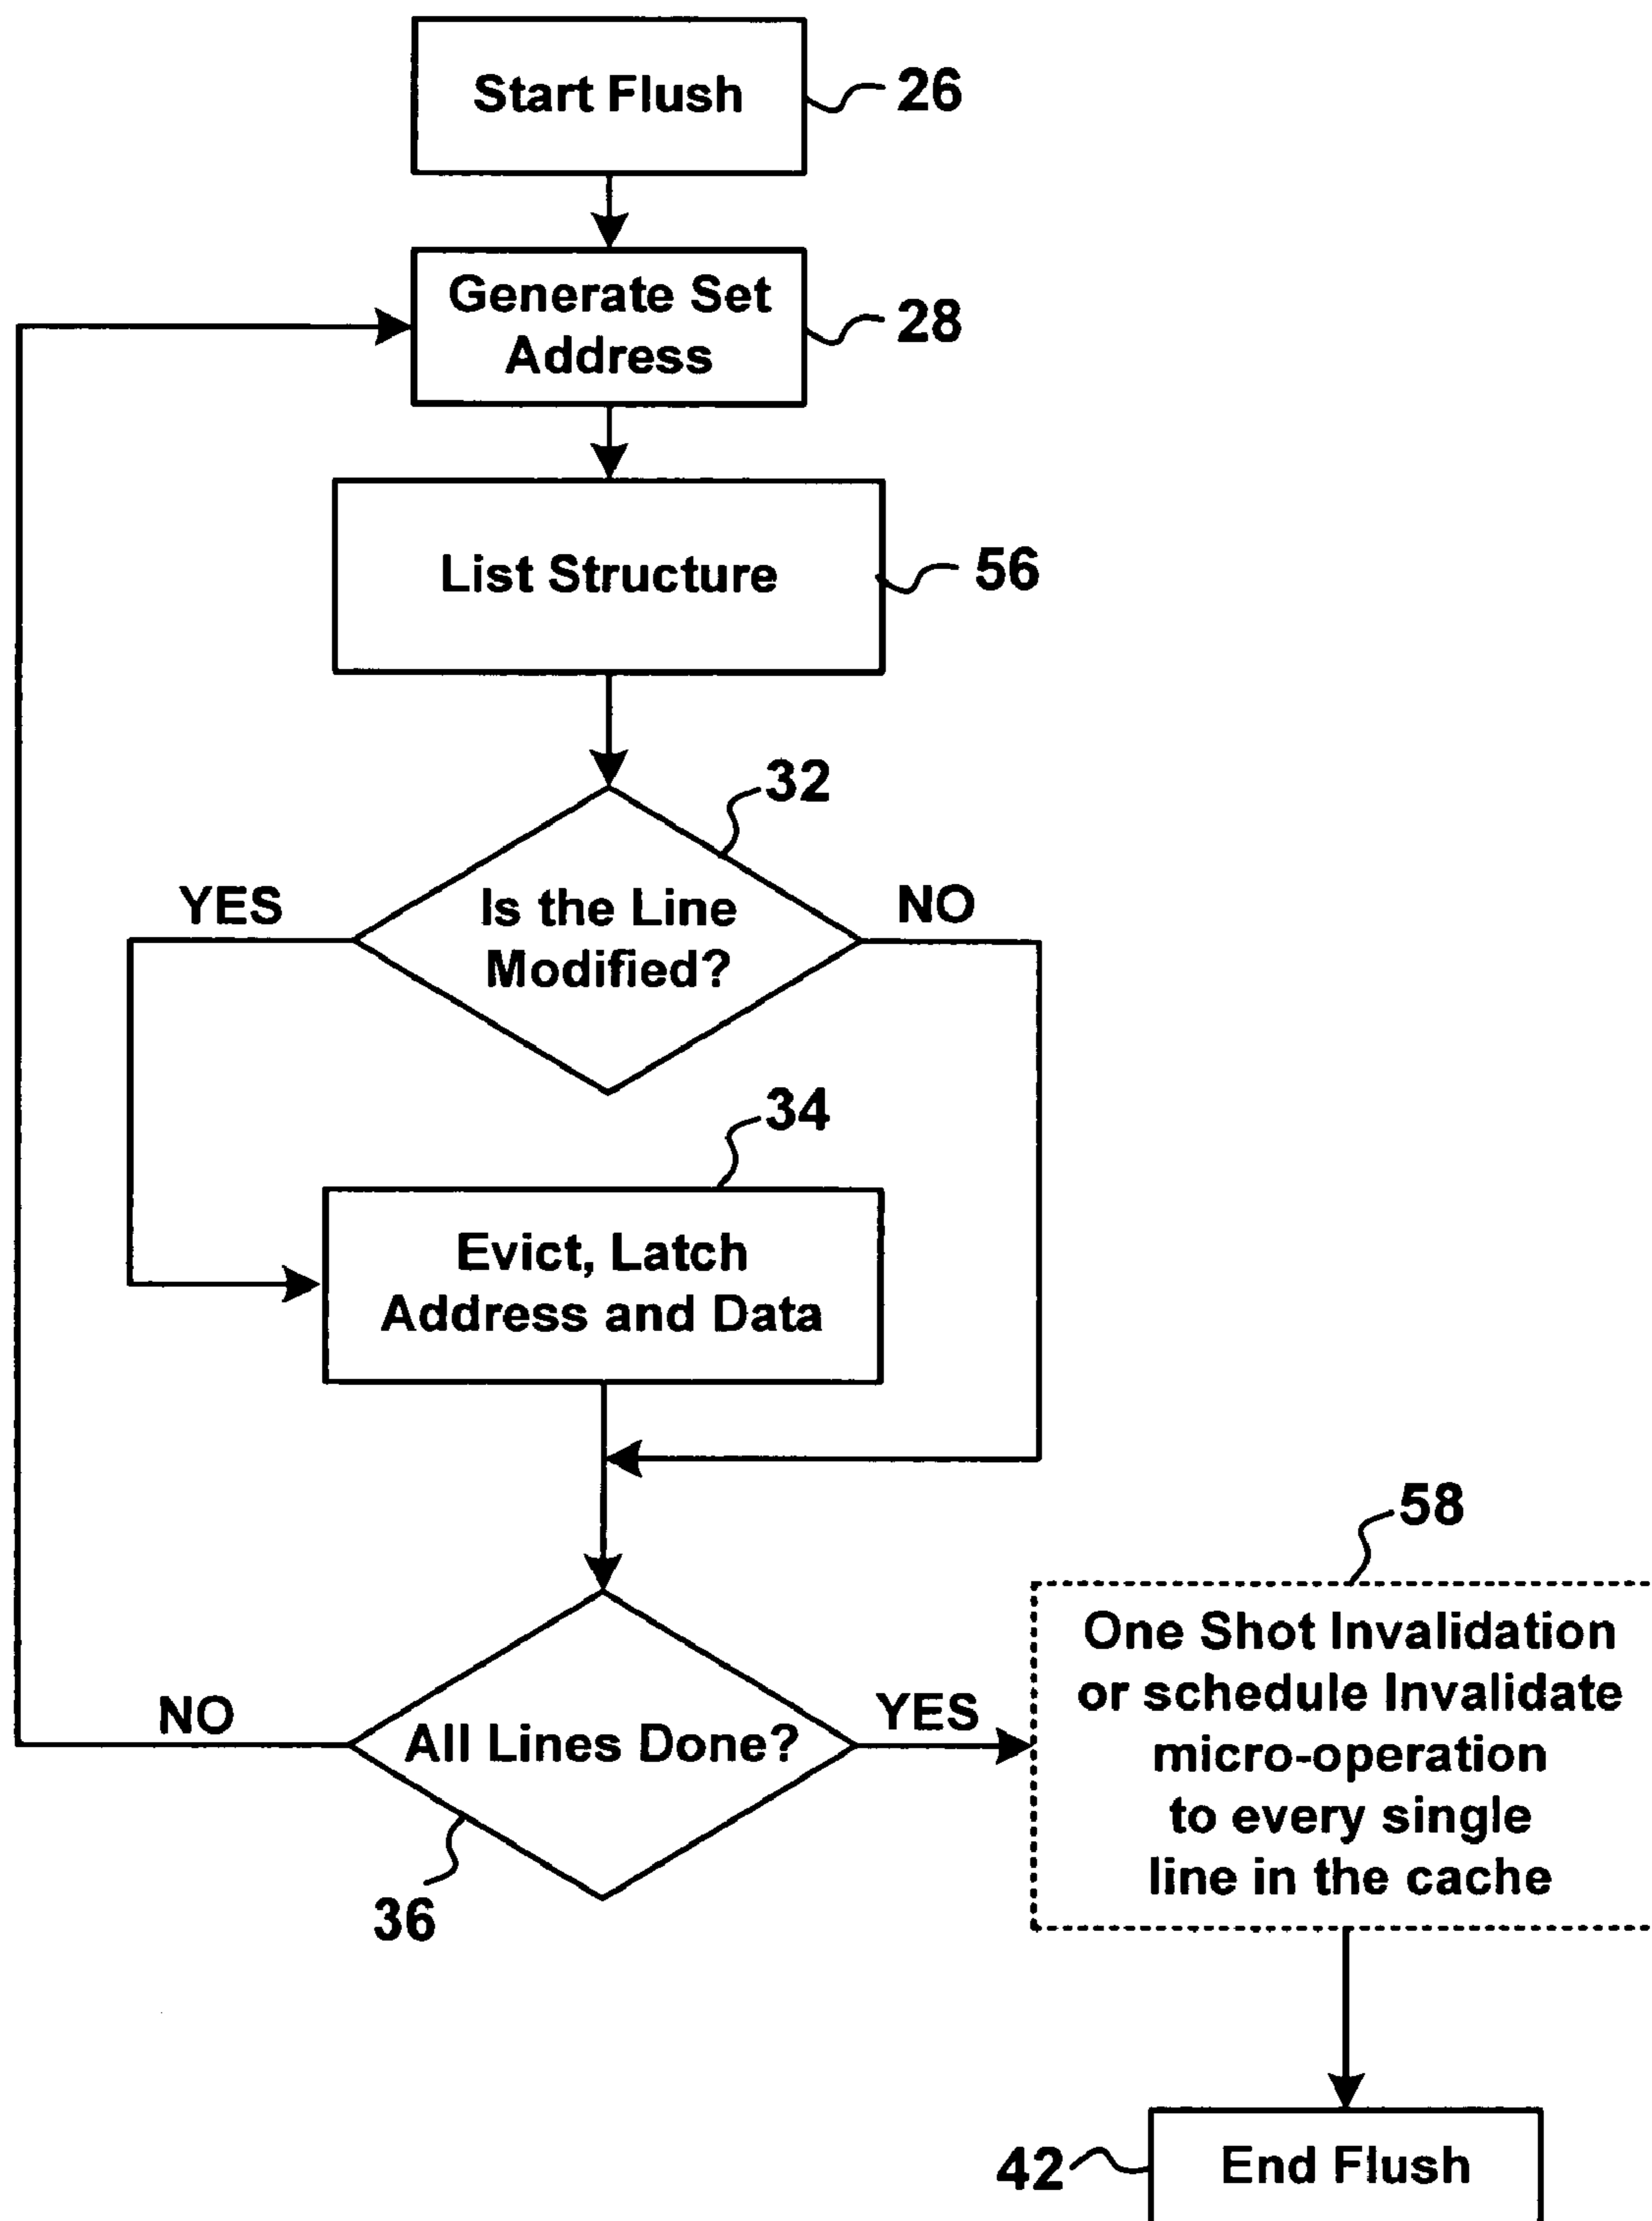 Start Flush
26
Generate Set
Address
28
List Structure
56
32
YES
Is the Line
Modified?
NO
34
Evict, Latch
Address and Data
58
One Shot Invalidation
or schedule Invalidate
micro-operation
to every single
line in the cache
NO
All Lines Done?
YES
36
42
End Flush